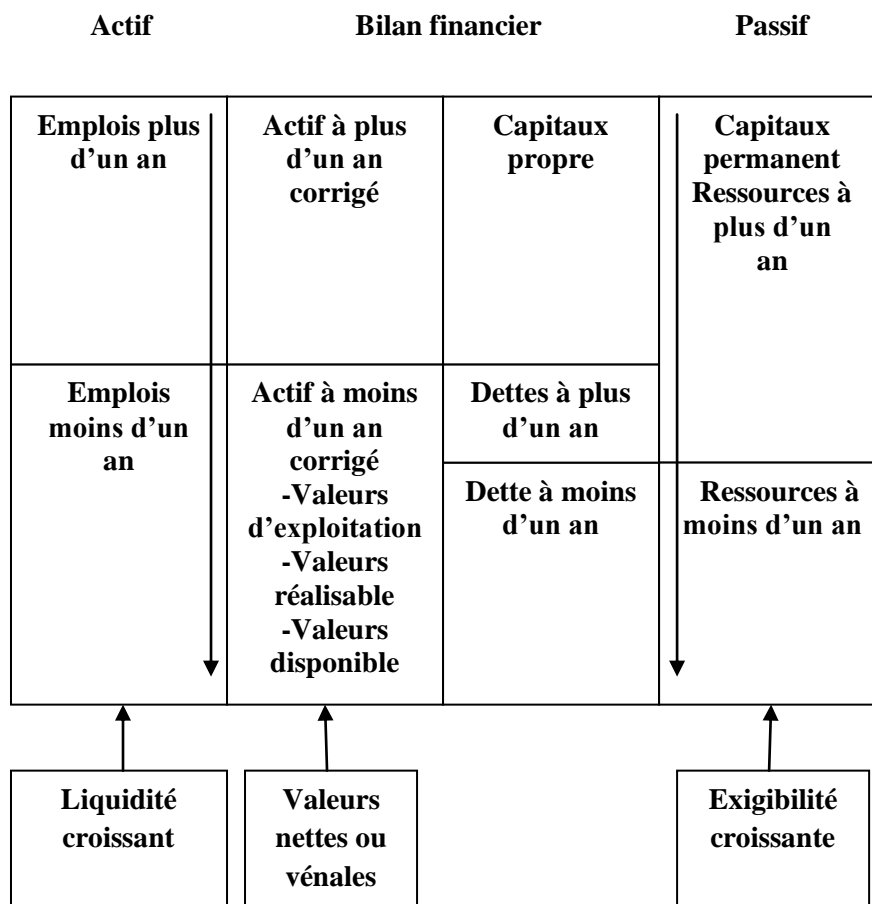 Actif Bilan financier Passif
Emplois plus
d’un an
Actif à plus
d’un an
corrigé
Capitaux
propre
Capitaux
permanent
Ressources à
plus d’un
an
Emplois
moins d’un
an
Actif à moins
d’un an
corrigé
-Valeurs
d’exploitation
-Valeurs
réalisable
-Valeurs
disponible
Dettes à plus
d’un an
Dette à moins
d’un an
Ressources à
moins d’un an
Liquidité
croissant
Valeurs
nettes ou
vénales
Exigibilité
croissante